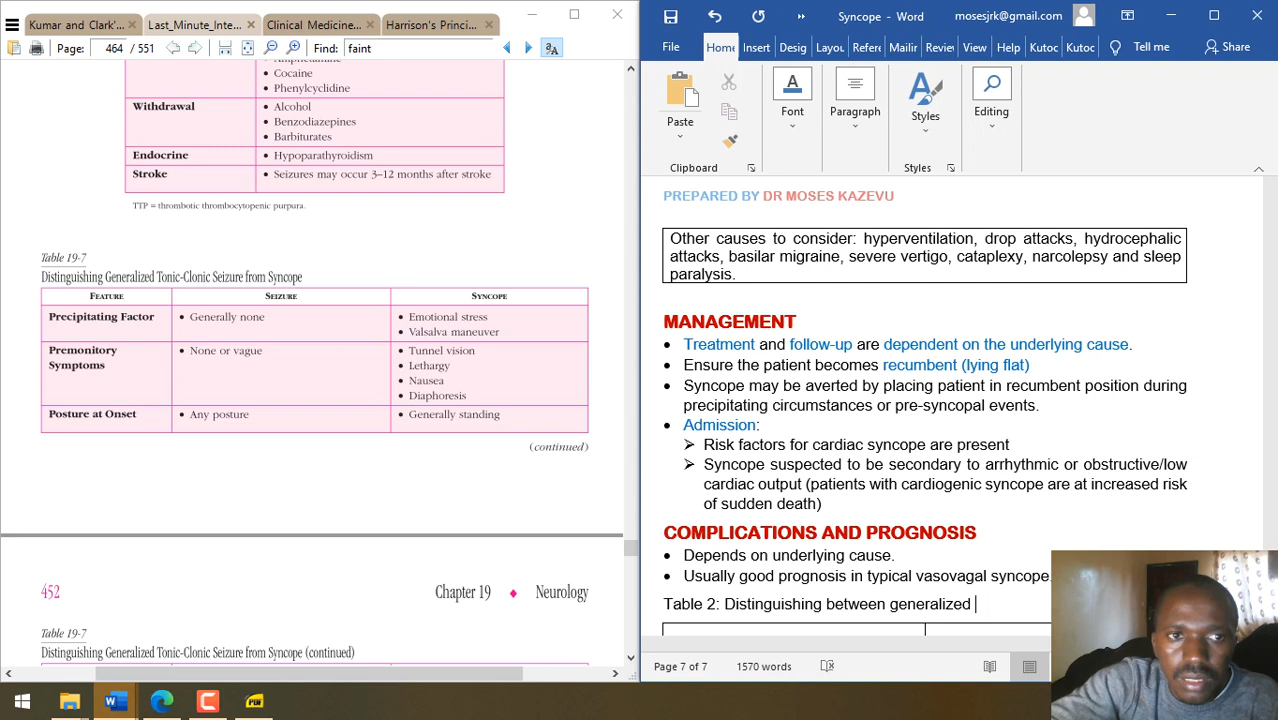 Kumar and Clark'...
Last_Minute_Inte...
Clinical Medicine...
Harrison's Princi...
Page: 464 / 551
Find: faint
Cocaine
Phenylcyclidine
Withdrawal
Alcohol
Benzodiazepines
Barbiturates
Endocrine
Hypoparathyroidism
Stroke
Seizures may occur 3–12 months after stroke
TTP = thrombotic thrombocytopenic purpura.
Table 19-7
Distinguishing Generalized Tonic-Clonic Seizure from Syncope
FEATURE SEIZURE SYNCOPE
Precipitating Factor
Generally none
Emotional stress
Valsalva maneuver
Premonitory
Symptoms
None or vague
Tunnel vision
Lethargy
Nausea
Diaphoresis
Posture at Onset
Any posture
Generally standing
(continued)
452 Chapter 19 ♦ Neurology
Table 19-7
Distinguishing Generalized Tonic-Clonic Seizure from Syncope (continued)
Syncope - Word
mosesjrk@gmail.com
File Home Insert Desig Layou Refere Mailin Review View Help Kutoc Kutoc Tell me Share
Paste
Font
Paragraph
Styles
Editing
Clipboard
Styles
PREPARED BY DR MOSES KAZEVU
Other causes to consider: hyperventilation, drop attacks, hydrocephalic
attacks, basilar migraine, severe vertigo, cataplexy, narcolepsy and sleep
paralysis.
MANAGEMENT
• Treatment and follow-up are dependent on the underlying cause.
• Ensure the patient becomes recumbent (lying flat)
• Syncope may be averted by placing patient in recumbent position during
precipitating circumstances or pre-syncopal events.
• Admission:
➢ Risk factors for cardiac syncope are present
➢ Syncope suspected to be secondary to arrhythmic or obstructive/low
cardiac output (patients with cardiogenic syncope are at increased risk
of sudden death)
COMPLICATIONS AND PROGNOSIS
• Depends on underlying cause.
• Usually good prognosis in typical vasovagal syncope.
Table 2: Distinguishing between generalized
Page 7 of 7 1570 words